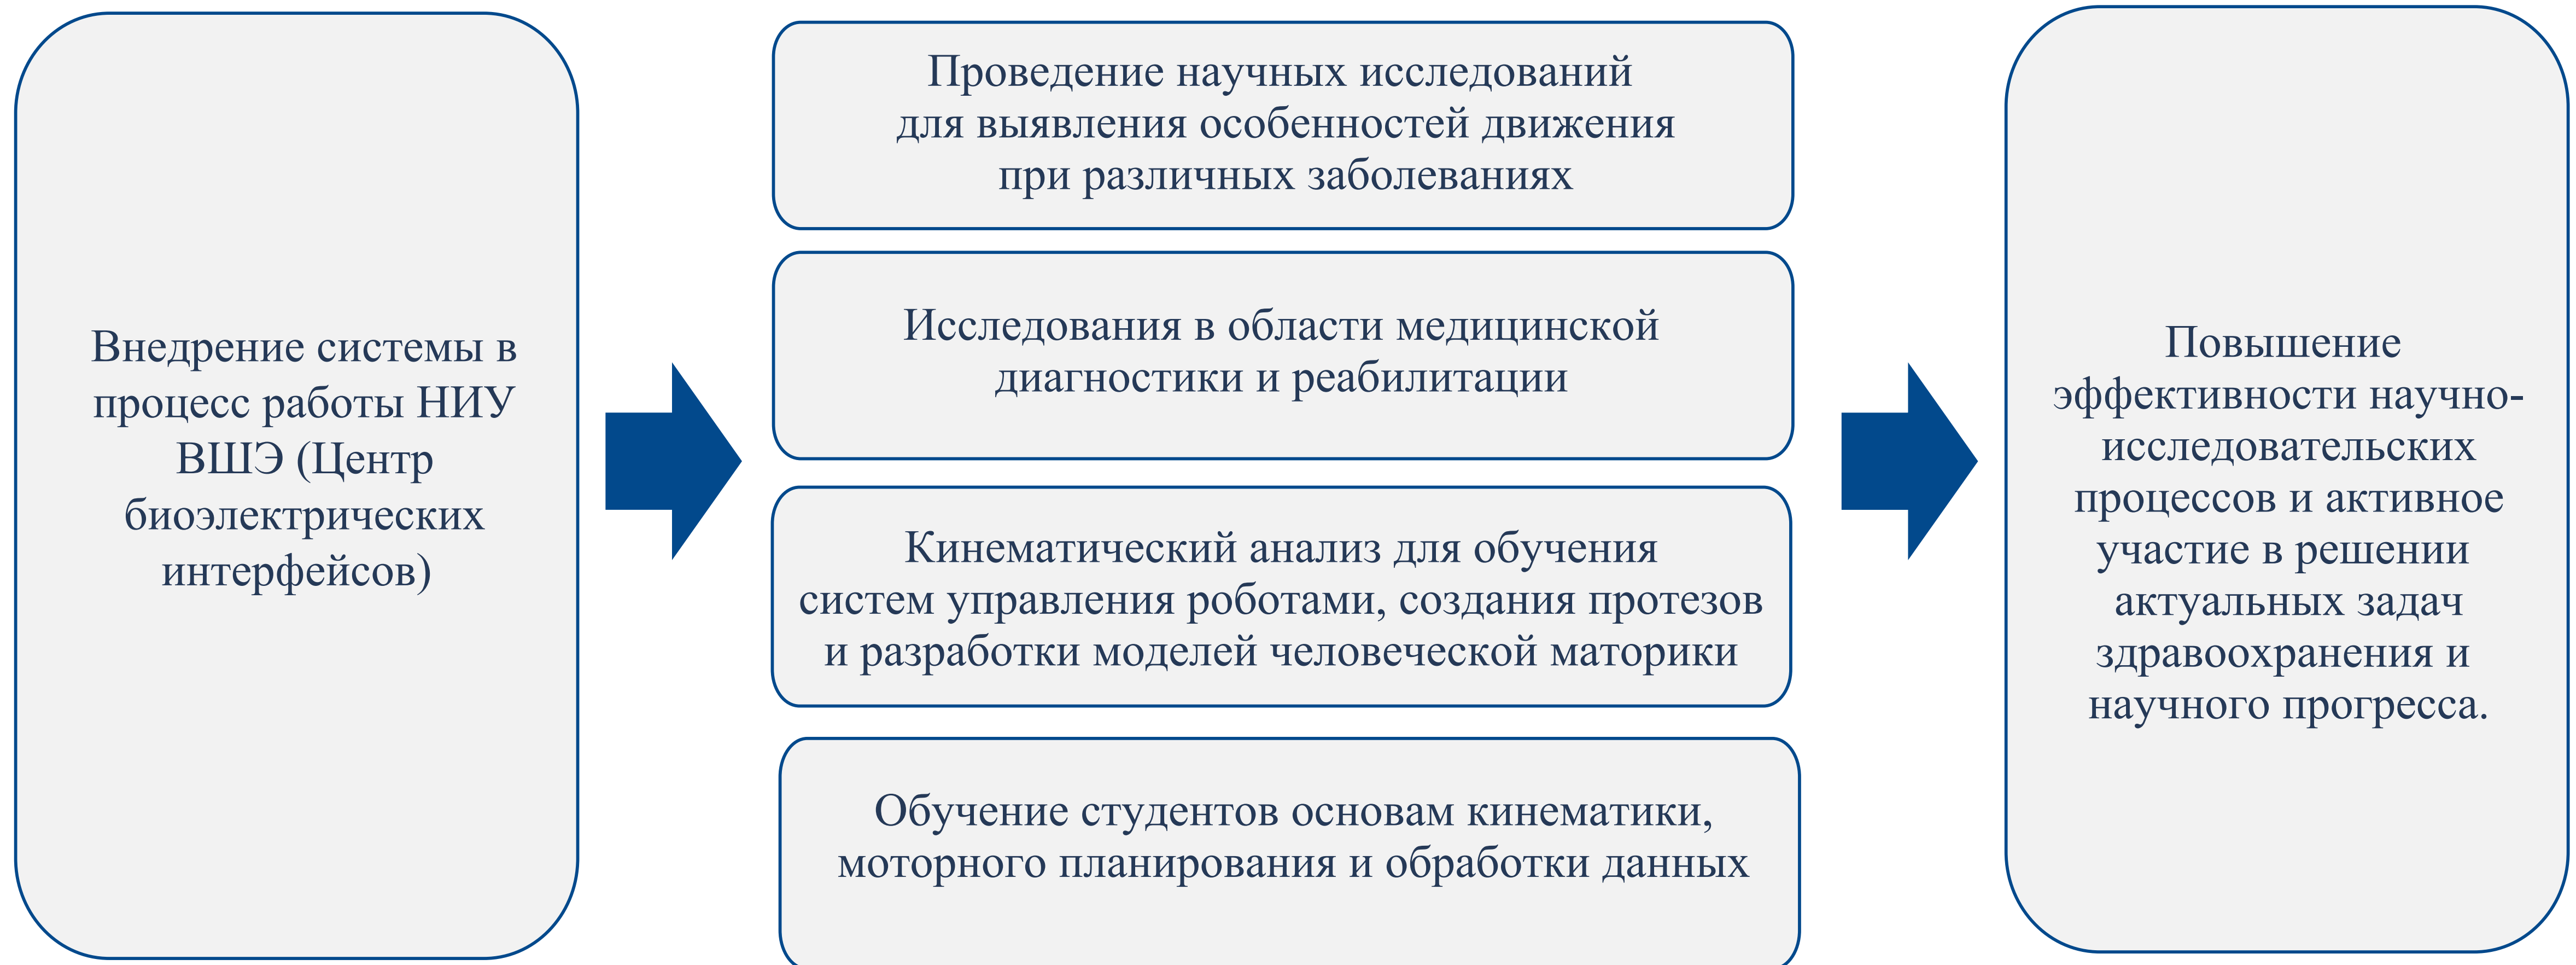 Внедрение системы в
процесс работы НИУ
ВШЭ (Центр
биоэлектрических
интерфейсов)
Проведение научных исследований
для выявления особенностей движения
при различных заболеваниях
Исследования в области медицинской
диагностики и реабилитации
Кинематический анализ для обучения
систем управления роботами, создания протезов
и разработки моделей человеческой маторики
Обучение студентов основам кинематики,
моторного планирования и обработки данных
Повышение
эффективности научно-
исследовательских
процессов и активное
участие в решении
актуальных задач
здравоохранения и
научного прогресса.